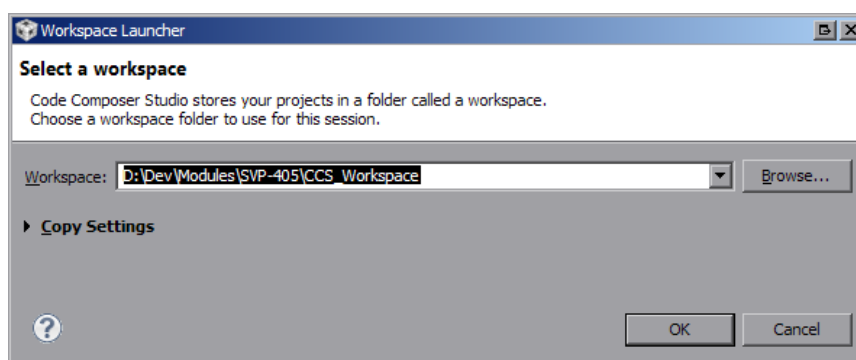 Workspace Launcher
Select a workspace
Code Composer Studio stores your projects in a folder called a workspace.
Choose a workspace folder to use for this session.
Workspace: D:\Dev\Modules\SVP-405\CCS_Workspace Browse...
Copy Settings
? OK Cancel